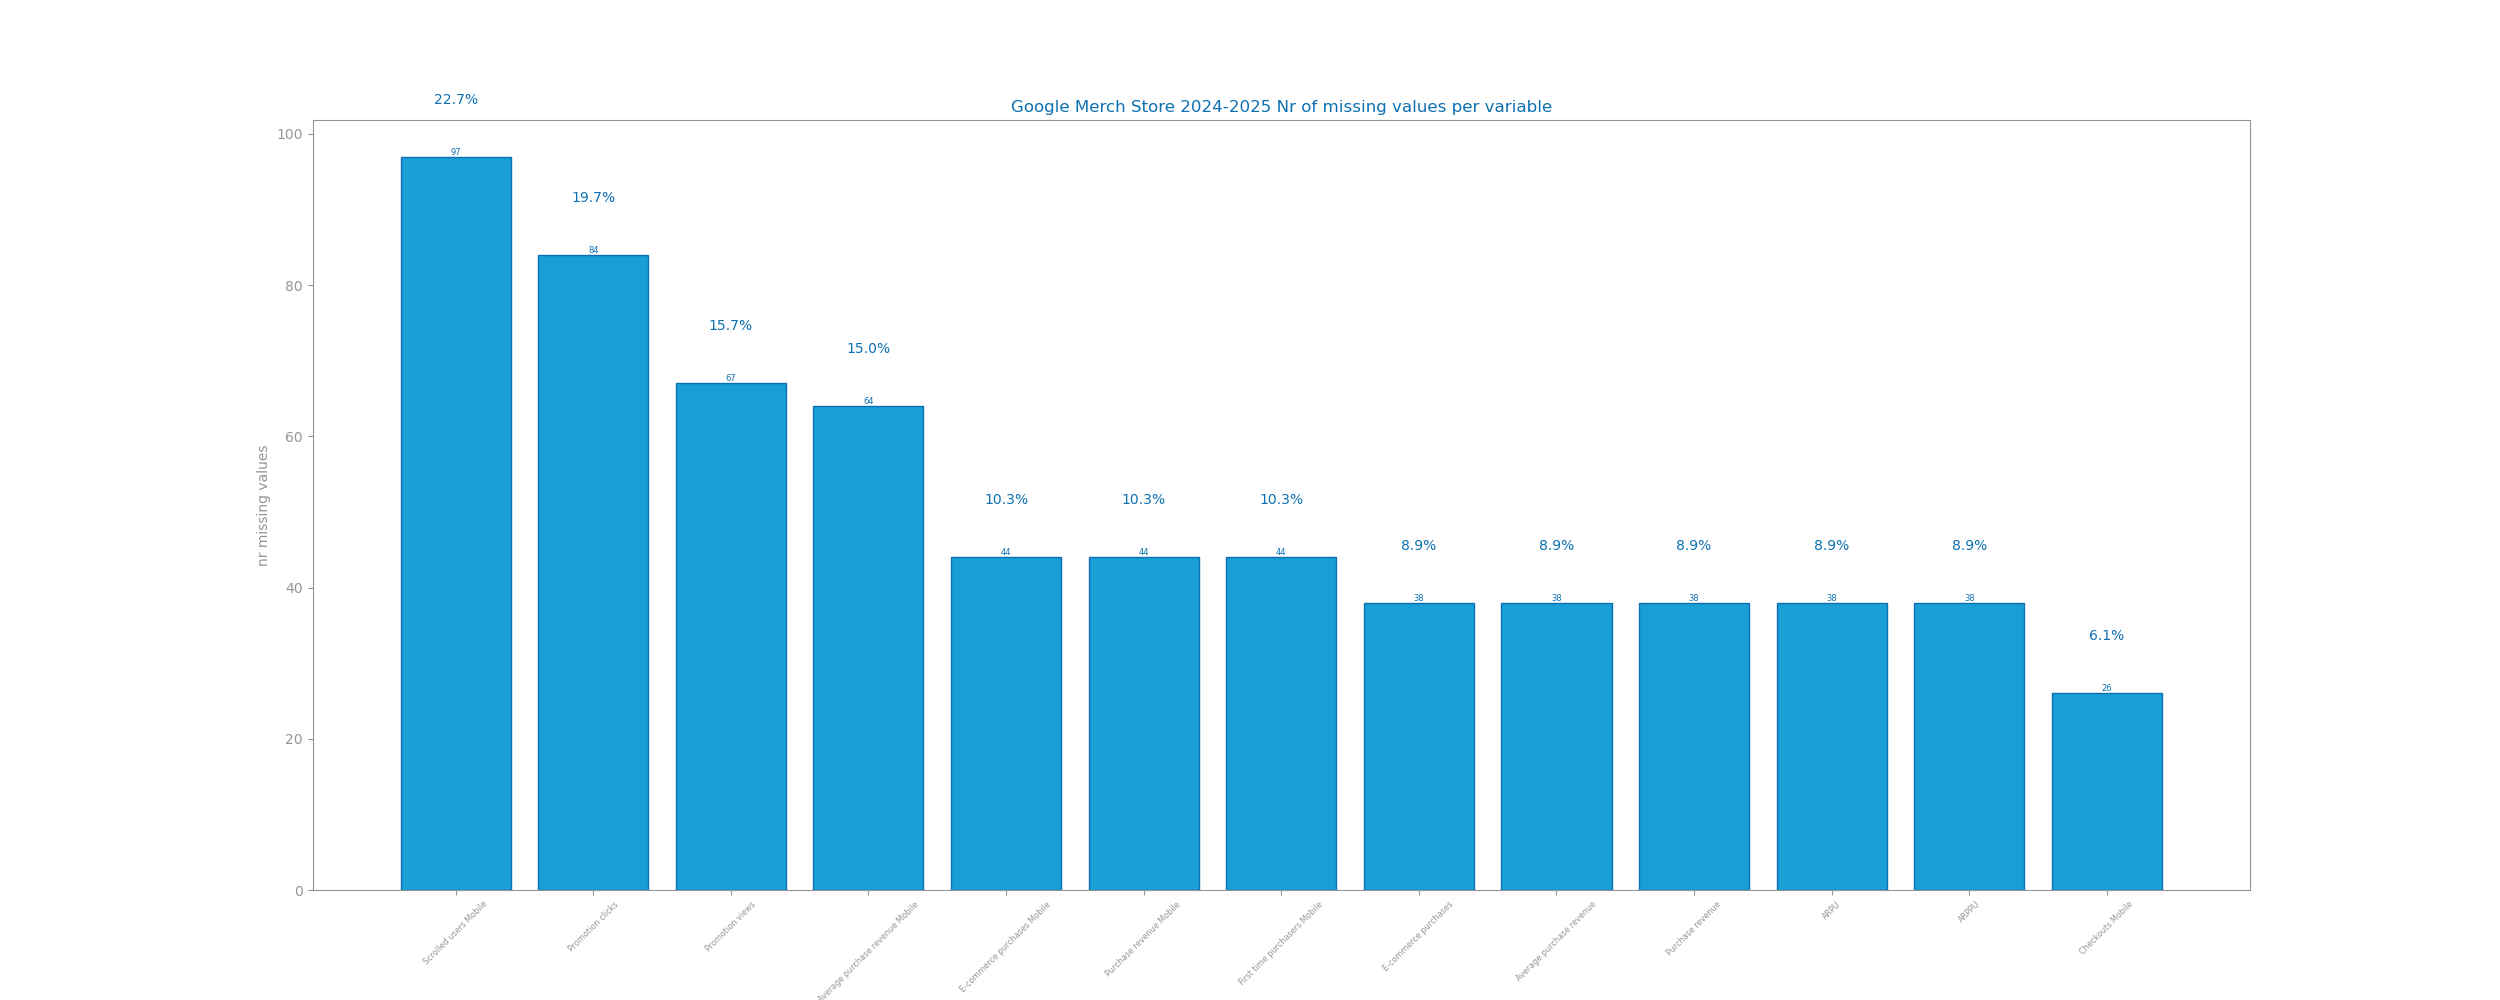 22.7%
Google Merch Store 2024-2025 Nr of missing values per variable
100
97
19.7%
84
80
15.7%
15.0%
67
64
60
nr missing values
10.3%
10.3%
10.3%
8.9%
8.9%
8.9%
8.9%
8.9%
44
44
44
40
38
38
38
38
38
6.1%
26
20
0
Scrolled users Mobile
Promotion clicks
Promotion views
Average purchase revenue Mobile
E-commerce purchases Mobile
Purchase revenue Mobile
First time purchasers Mobile
E-commerce purchases
Average purchase revenue
Purchase revenue
ARPU
ARPPU
Checkouts Mobile